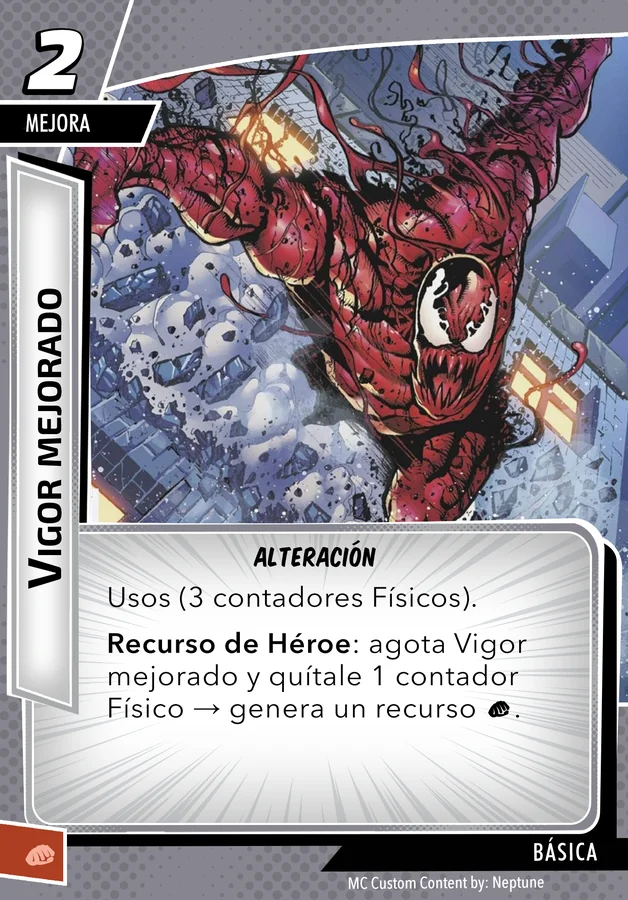 2
MEJORA
VIGOR MEJORADO
ALTERACIÓN
Usos (3 contadores Físicos).
Recurso de Héroe: agota Vigor
mejorado y quítale 1 contador
Físico → genera un recurso .
BÁSICA
MC Custom Content by: Neptune